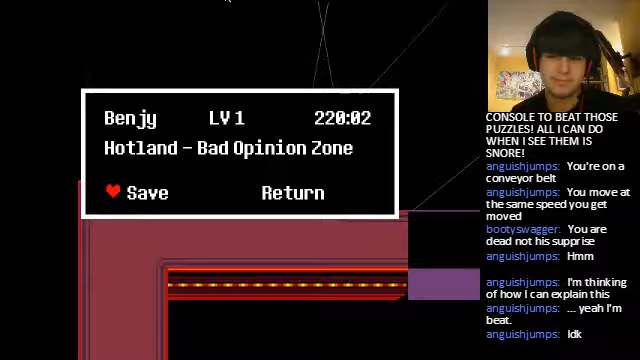 Benjy LV 1 220:02
Hotland - Bad Opinion Zone
Save Return
CONSOLE TO BEAT THOSE
PUZZLES! ALL I CAN DO
WHEN I SEE THEM IS
SNORE!
anguishjumps: You're on a
conveyor belt
anguishjumps: You move at
the same speed you get
moved
bootyswagger: You are
dead not his supprise
anguishjumps: Hmm
anguishjumps: I'm thinking
of how I can explain this
anguishjumps: ... yeah I'm
beat.
anguishjumps: Idk